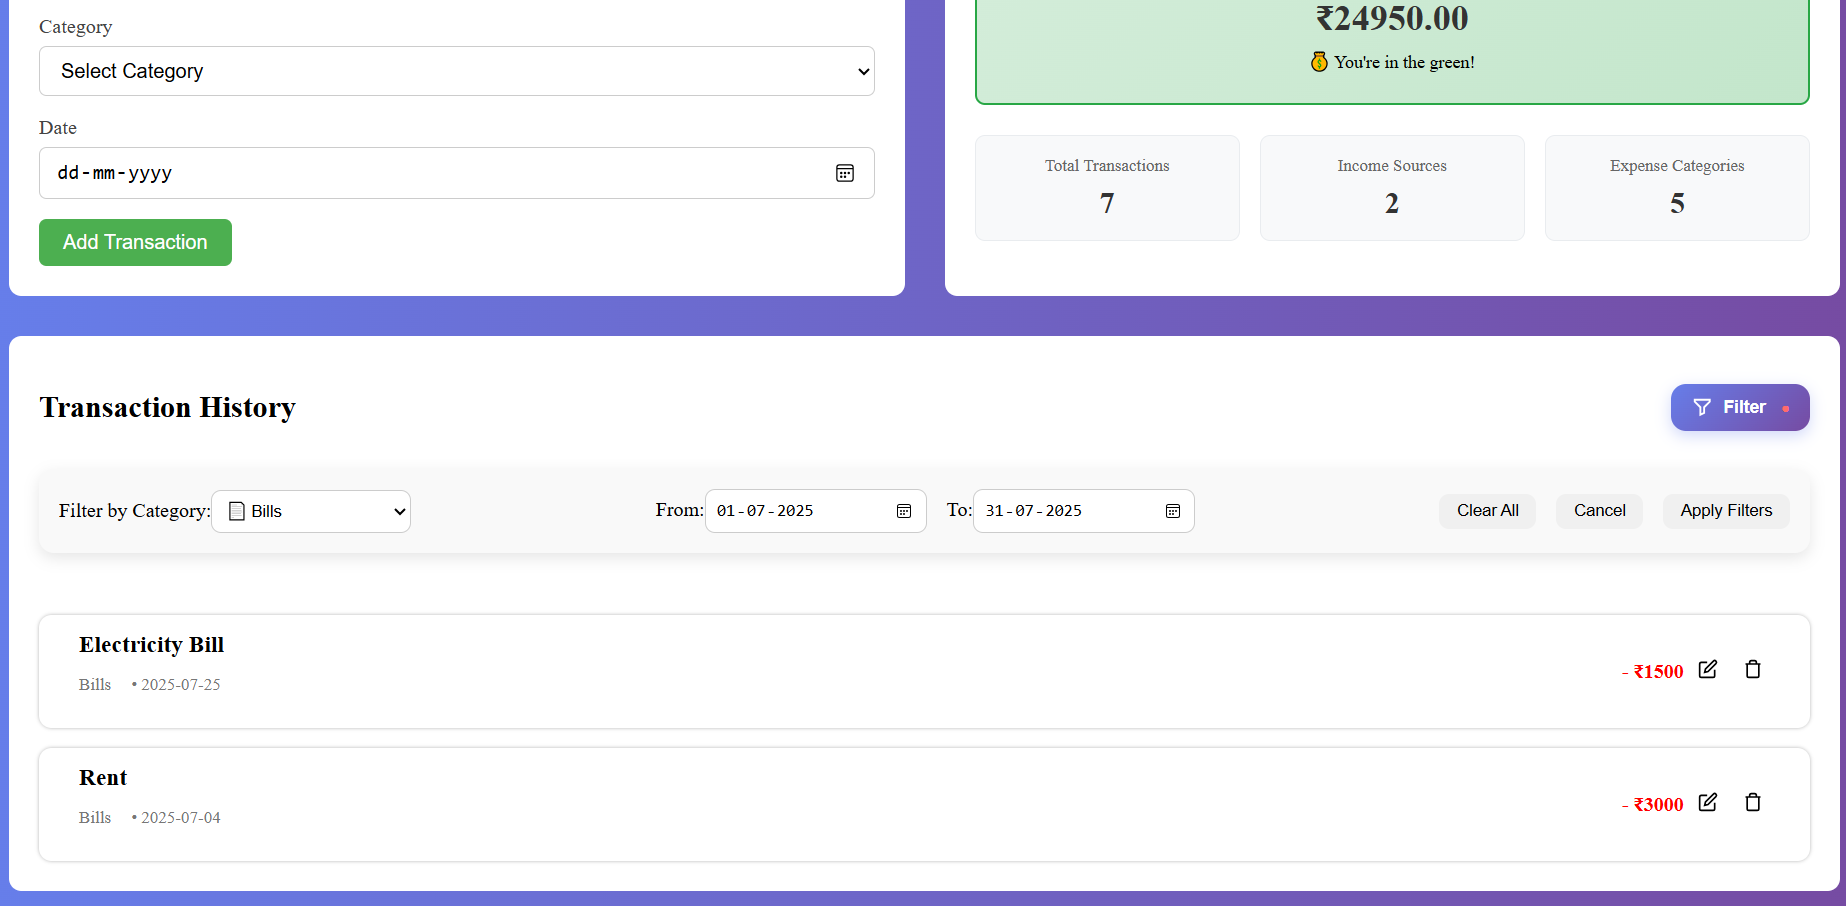 Category
Select Category
Date
dd-mm-yyyy
Add Transaction
₹24950.00
You're in the green!
Total Transactions
7
Income Sources
2
Expense Categories
5
Transaction History
Filter
Filter by Category: Bills
From: 01-07-2025
To: 31-07-2025
Clear All
Cancel
Apply Filters
Electricity Bill
Bills • 2025-07-25
- ₹1500
Rent
Bills • 2025-07-04
- ₹3000